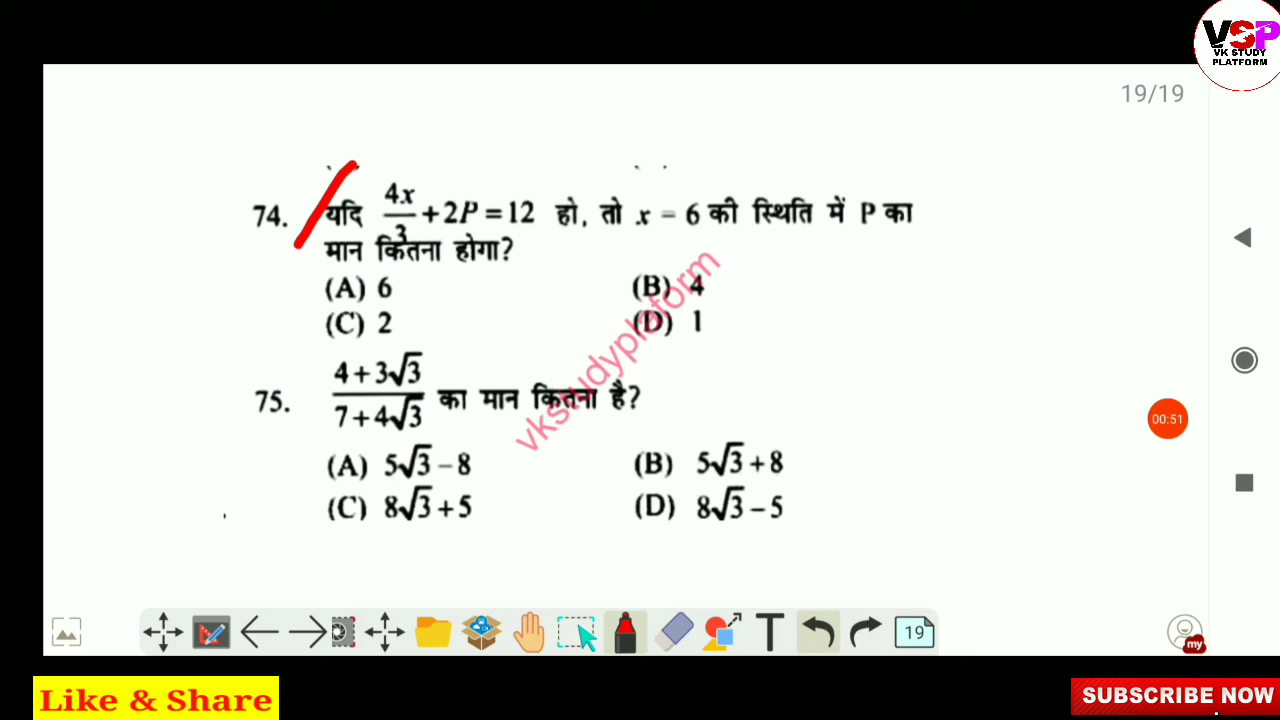 VSP
VK STUDY
PLATFORM
19/19
74. यदि 4x/3 + 2P = 12 हो, तो x = 6 की स्थिति में P का
मान कितना होगा?
(A) 6 (B) 4
(C) 2 (D) 1
75. (4 + 3√3)/(7 + 4√3) का मान कितना है?
(A) 5√3 – 8 (B) 5√3 + 8
(C) 8√3 + 5 (D) 8√3 – 5
vkstudyplaform
00:51
19
my
Like & Share
SUBSCRIBE NOW